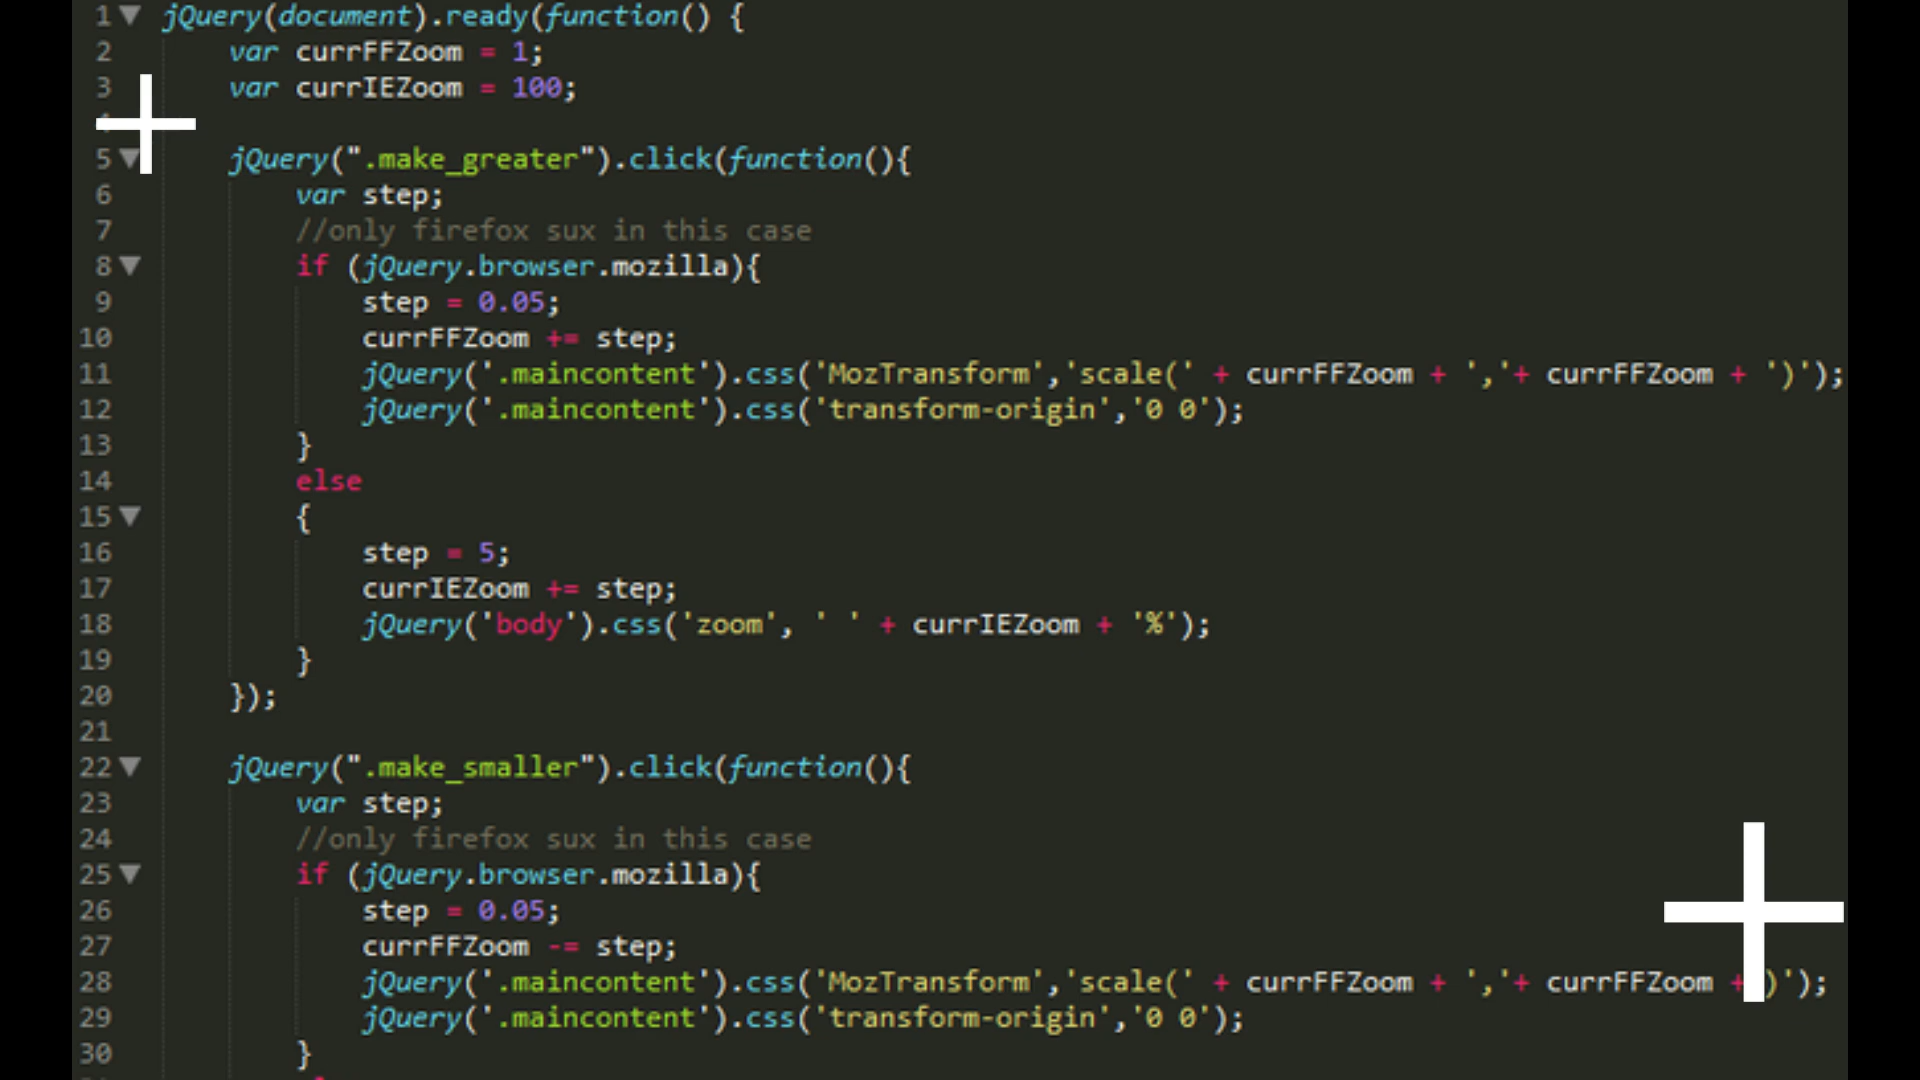 1 jQuery(document).ready(function() {
2 var currFFZoom = 1;
3 var currIEZoom = 100;
5 jQuery(".make_greater").click(function(){
6 var step;
7 //only firefox sux in this case
8 if (jQuery.browser.mozilla){
9 step = 0.05;
10 currFFZoom += step;
11 jQuery('.maincontent').css('MozTransform','scale(' + currFFZoom + ','+ currFFZoom + ')');
12 jQuery('.maincontent').css('transform-origin','0 0');
13 }
14 else
15 {
16 step = 5;
17 currIEZoom += step;
18 jQuery('body').css('zoom', ' ' + currIEZoom + '%');
19 }
20 });
21
22 jQuery(".make_smaller").click(function(){
23 var step;
24 //only firefox sux in this case
25 if (jQuery.browser.mozilla){
26 step = 0.05;
27 currFFZoom -= step;
28 jQuery('.maincontent').css('MozTransform','scale(' + currFFZoom + ','+ currFFZoom + )');
29 jQuery('.maincontent').css('transform-origin','0 0');
30 }